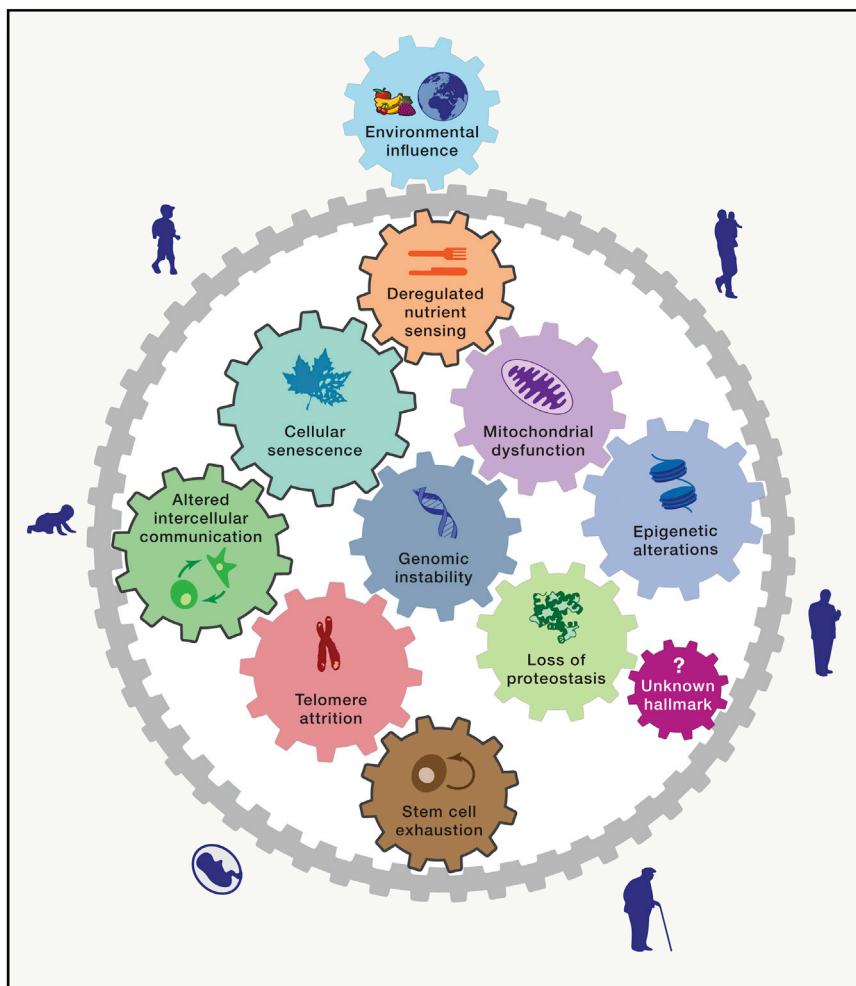 Environmental
influence
Deregulated
nutrient
sensing
Cellular
senescence
Mitochondrial
dysfunction
Altered
intercellular
communication
Genomic
instability
Epigenetic
alterations
Telomere
attrition
Loss of
proteostasis
?
Unknown
hallmark
Stem cell
exhaustion